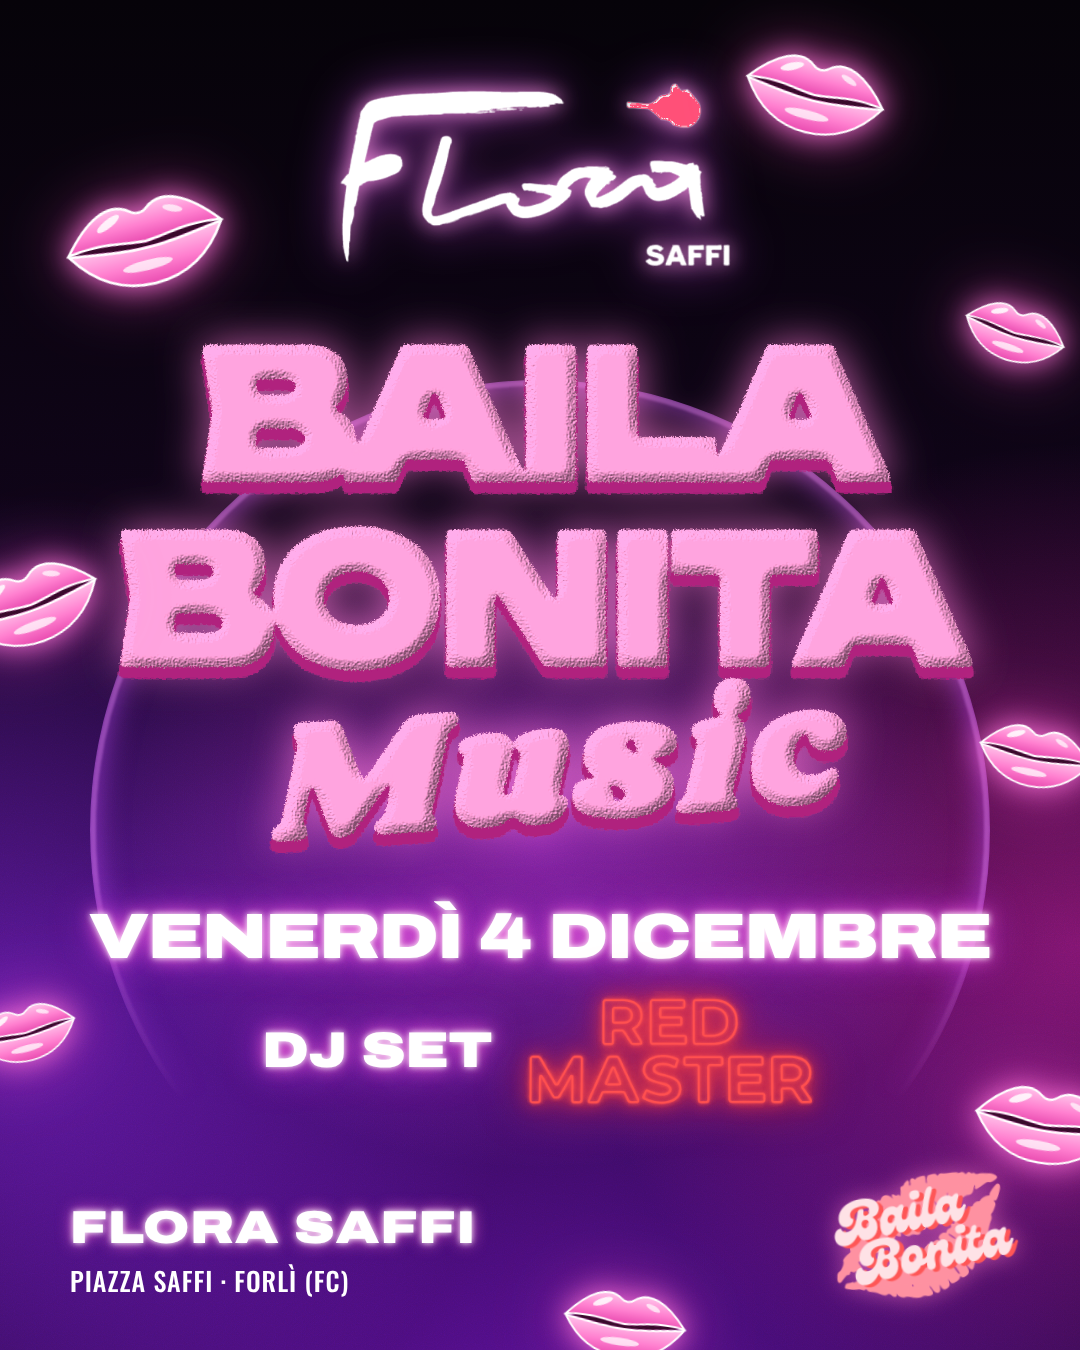 Flora
SAFFI
BAILA
BONITA
Music
VENERDÌ 4 DICEMBRE
DJ SET
RED
MASTER
FLORA SAFFI
PIAZZA SAFFI · FORLÌ (FC)
Baila
Bonita